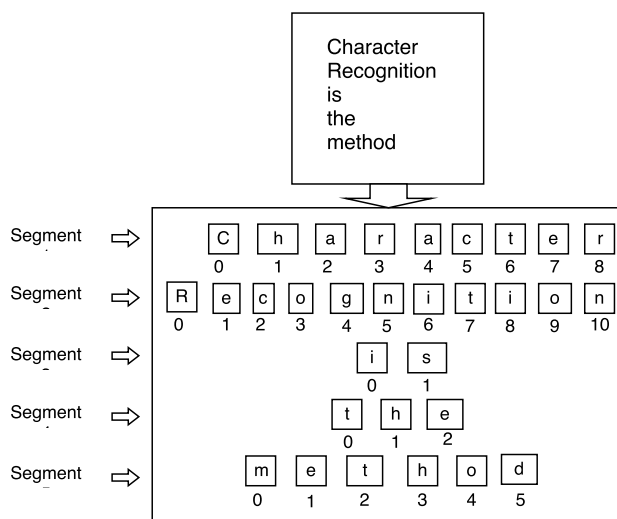 Character
Recognition
is
the
method
Segment
C h a r a c t e r
0 1 2 3 4 5 6 7 8
Segment
R e c o g n i t i o n
0 1 2 3 4 5 6 7 8 9 10
Segment
i s
0 1
Segment
t h e
0 1 2
Segment
m e t h o d
0 1 2 3 4 5